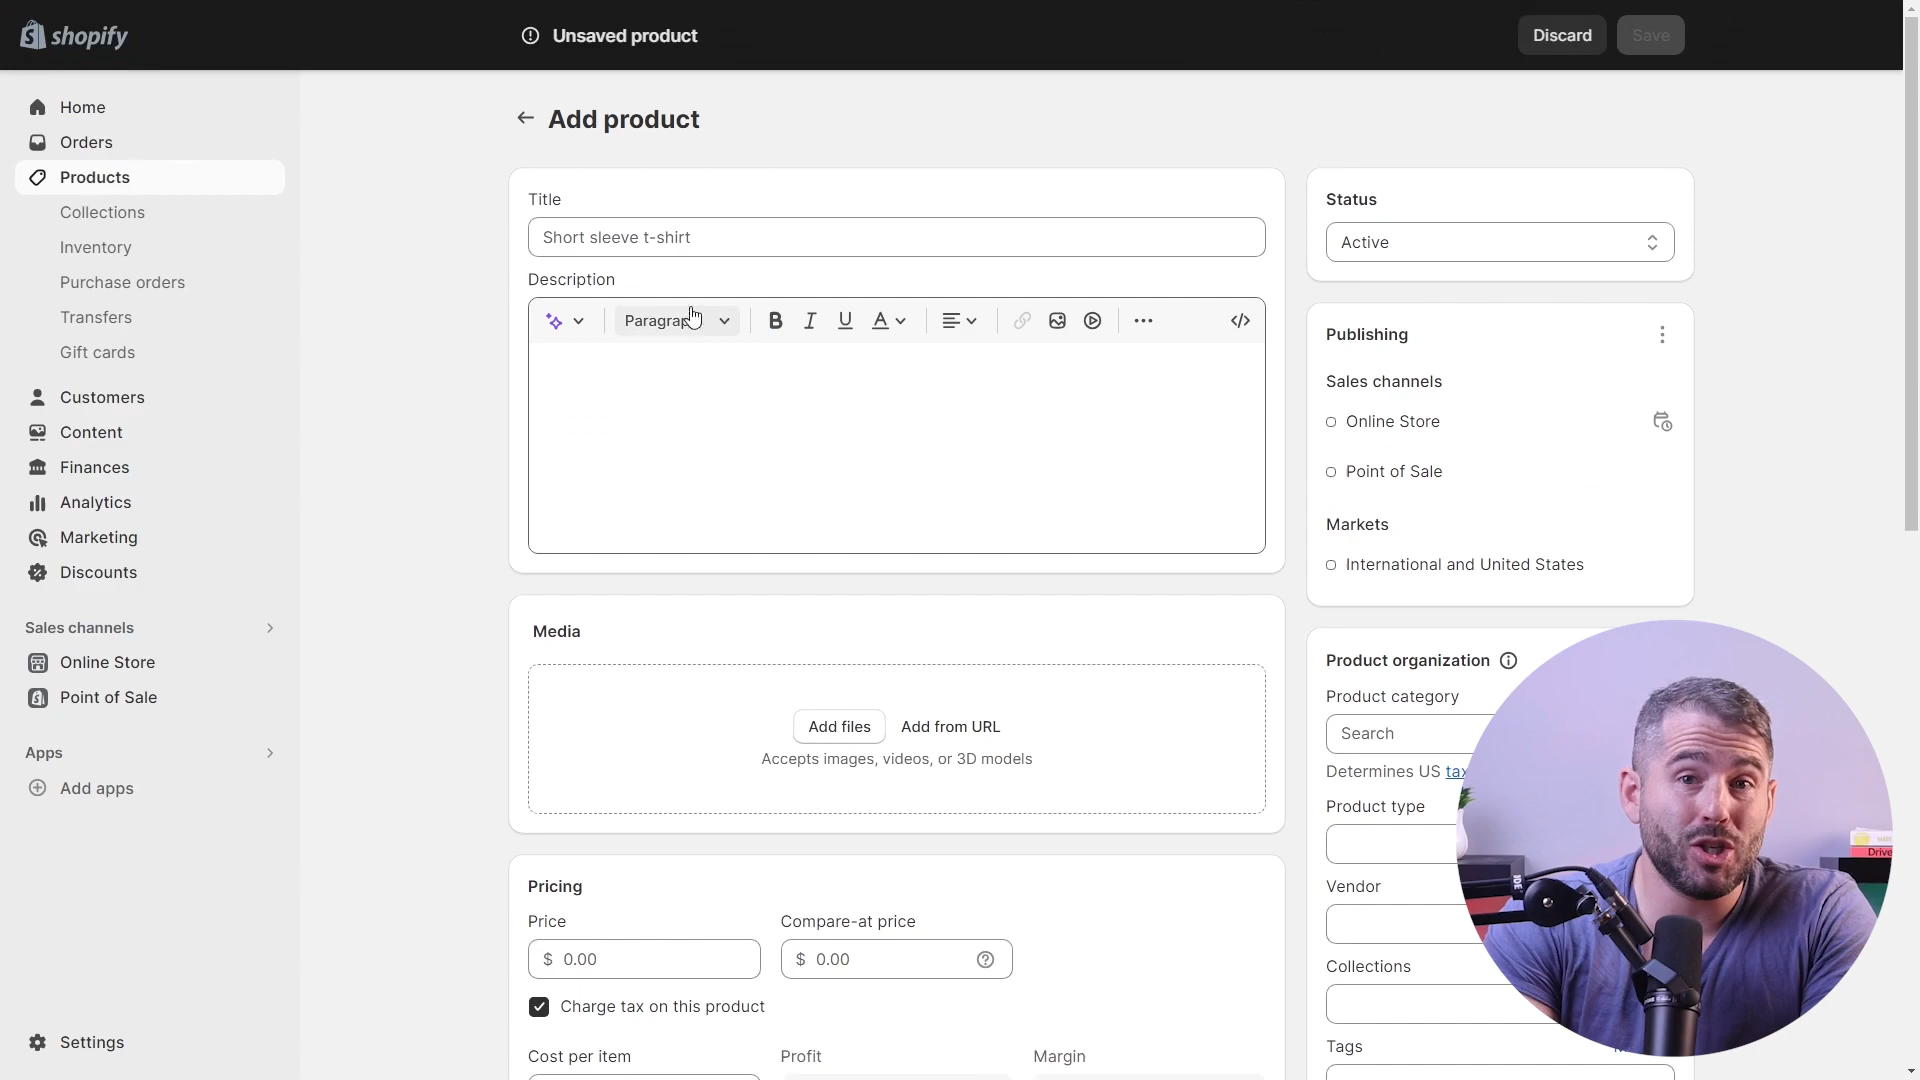 shopify
Unsaved product
Discard
Save
Home
Orders
Products
Collections
Inventory
Purchase orders
Transfers
Gift cards
Customers
Content
Finances
Analytics
Marketing
Discounts
Sales channels
Online Store
Point of Sale
Apps
Add apps
Settings
Add product
Title
Short sleeve t-shirt
Description
Paragraph
B I U A
Media
Add files Add from URL
Accepts images, videos, or 3D models
Pricing
Price Compare-at price
$ 0.00 $ 0.00
Charge tax on this product
Cost per item Profit Margin
Status
Active
Publishing
Sales channels
Online Store
Point of Sale
Markets
International and United States
Product organization
Product category
Search
Determines US tax
Product type
Vendor
Collections
Tags
Drive